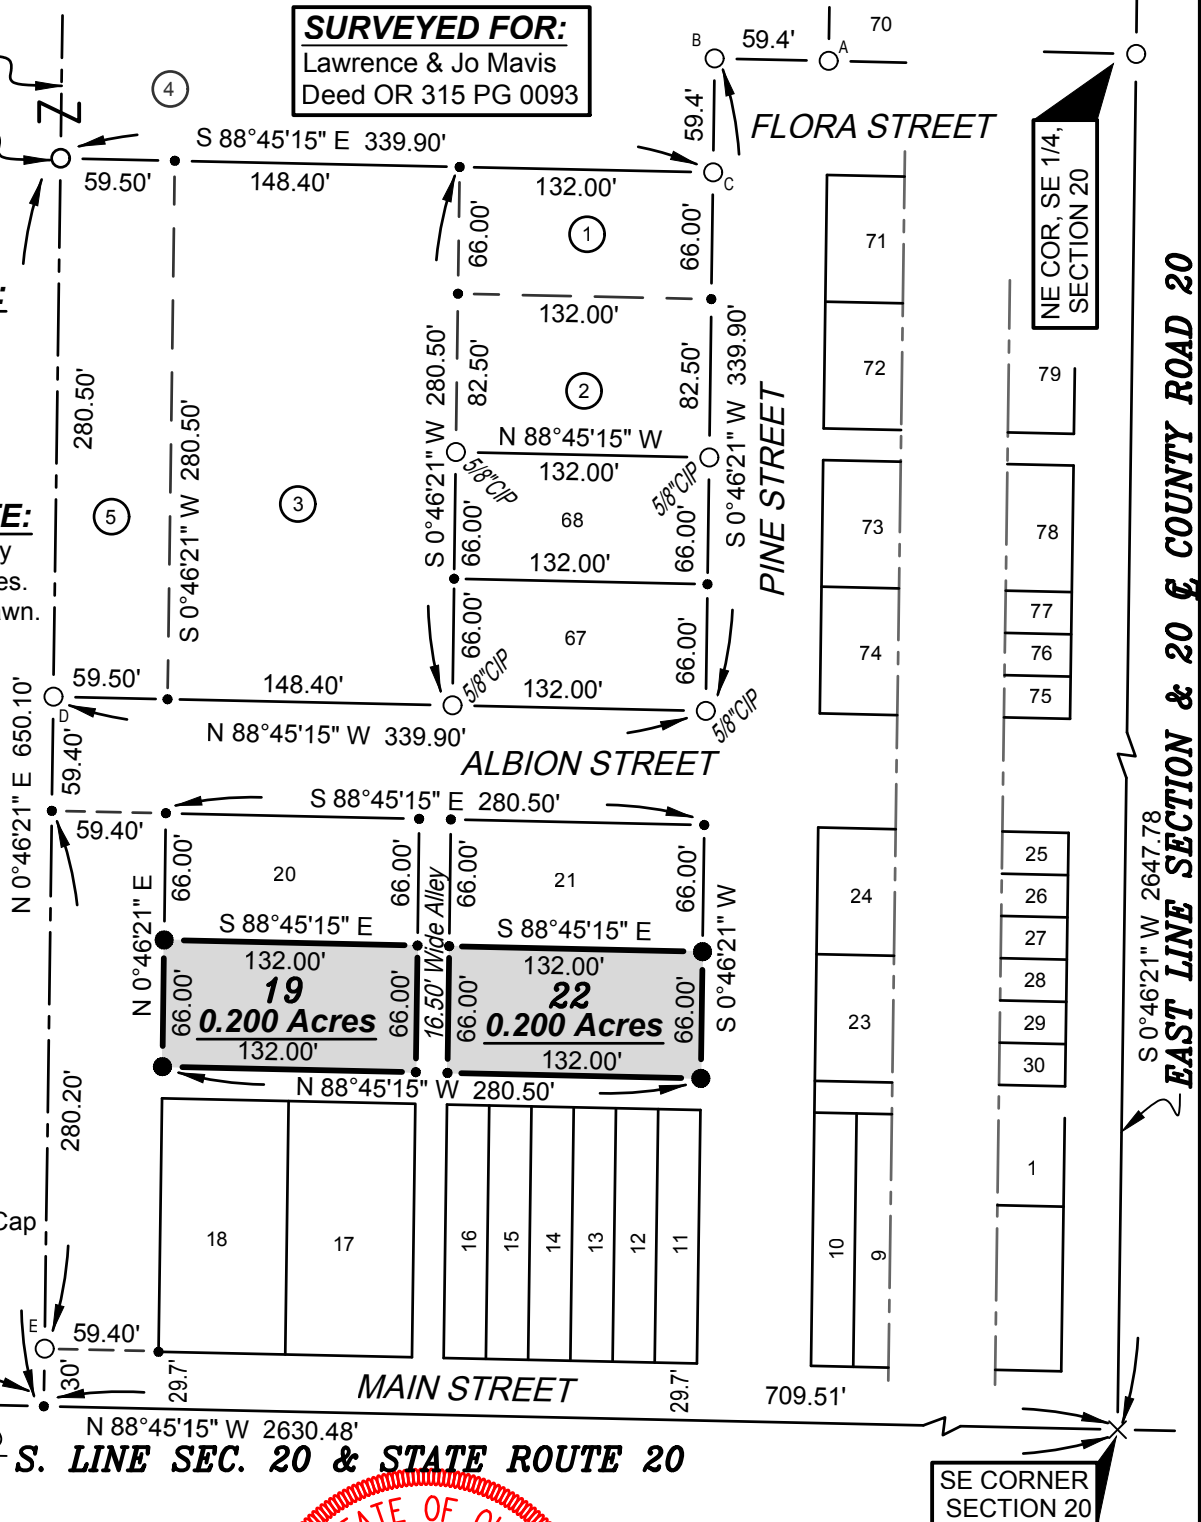 SURVEYED FOR:
Lawrence & Jo Mavis
Deed OR 315 PG 0093
70
B
59.4'
A
4
Z
59.4'
FLORA STREET
NE COR, SE 1/4,
SECTION 20
S 88°45'15" E 339.90'
59.50'
148.40'
132.00'
C
66.00'
1
66.00'
71
132.00'
280.50'
S 0°46'21" W 280.50'
S 0°46'21" W 280.50'
82.50'
2
82.50'
S 0°46'21" W 339.90'
72
79
N 88°45'15" W
132.00'
5/8"CIP
5/8"CIP
PINE STREET
EAST LINE SECTION & 20 ℄ COUNTY ROAD 20
S 0°46'21" W 2647.78
5
3
66.00'
68
66.00'
73
78
132.00'
77
66.00'
67
66.00'
74
76
75
59.50'
148.40'
5/8"CIP
132.00'
5/8"CIP
D
N 88°45'15" W 339.90'
N 0°46'21" E 650.10'
59.40'
ALBION STREET
S 88°45'15" E 280.50'
59.40'
66.00'
20
66.00'
66.00'
21
66.00'
24
25
26
27
28
29
30
N 0°46'21" E
S 88°45'15" E
16.50' Wide Alley
S 88°45'15" E
S 0°46'21" W
132.00'
132.00'
66.00'
19
66.00'
66.00'
22
66.00'
23
0.200 Acres
0.200 Acres
132.00'
132.00'
N 88°45'15" W 280.50'
280.20'
1
Cap
18
17
16
15
14
13
12
11
10
9
E
59.40'
30'
29.7'
MAIN STREET
29.7'
709.51'
N 88°45'15" W 2630.48'
S. LINE SEC. 20 & STATE ROUTE 20
SE CORNER
SECTION 20
OF